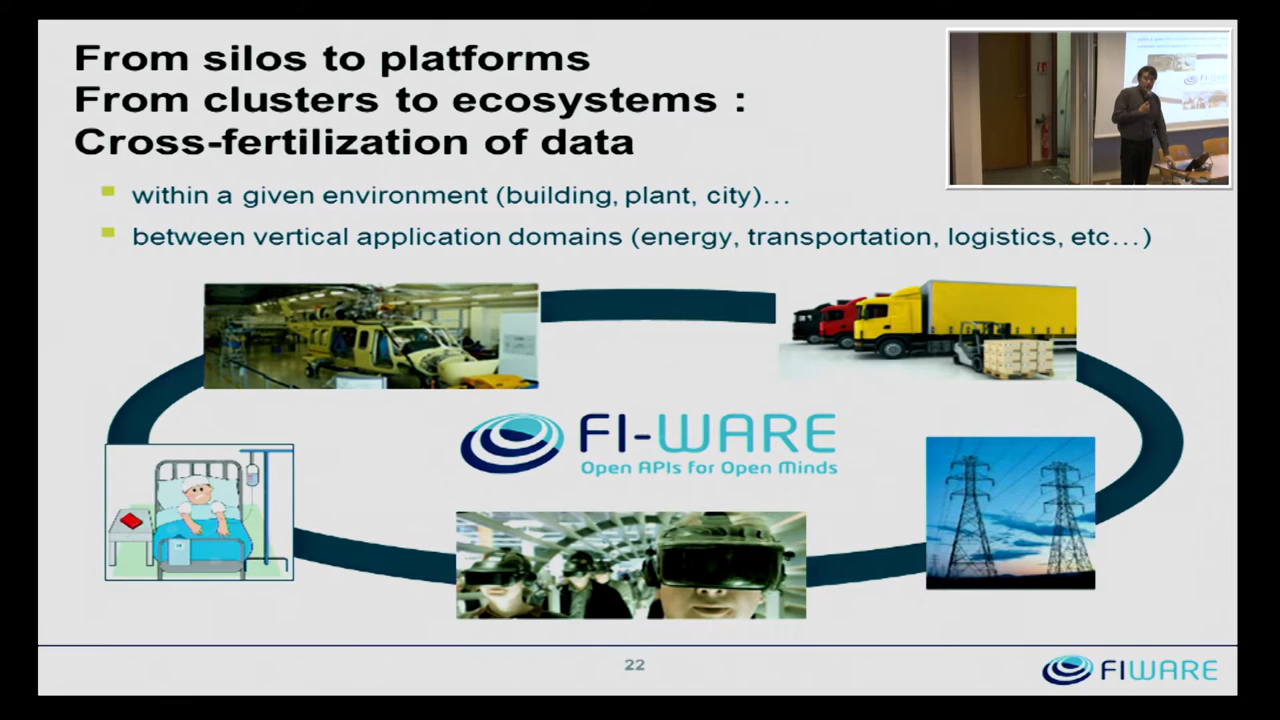 From silos to platforms
From clusters to ecosystems :
Cross-fertilization of data
within a given environment (building, plant, city)…
between vertical application domains (energy, transportation, logistics, etc…)
FI-WARE
Open APIs for Open Minds
22
FIWARE